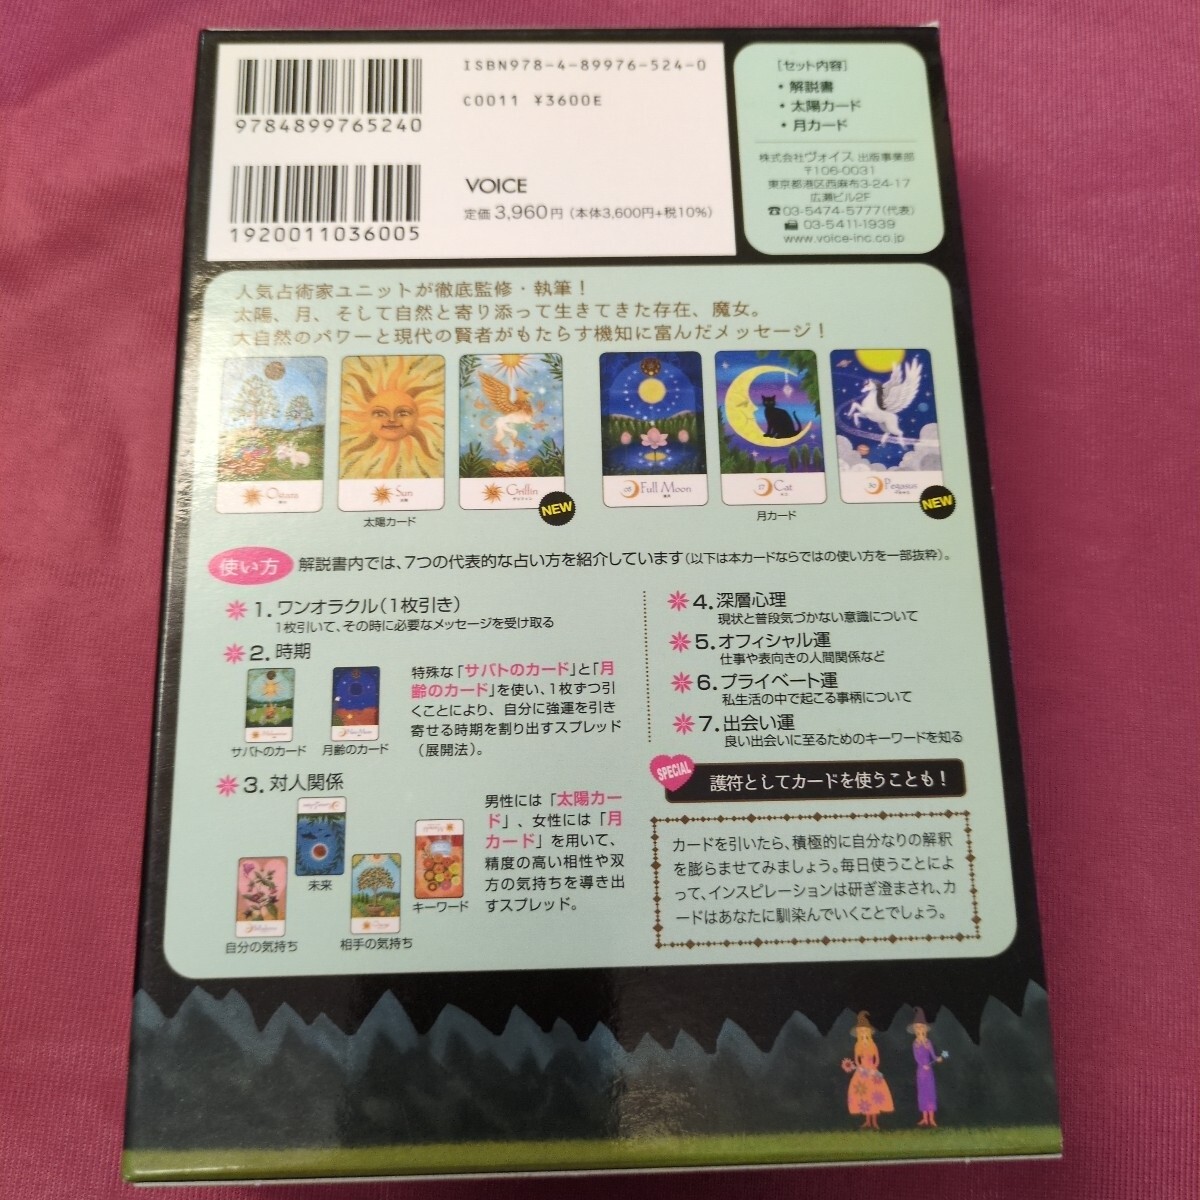 ISBN978-4-89976-524-0
C0011 ¥3600E
9784899765240
1920011036005
VOICE
定価3,960円（本体3,600円+税10%）
［セット内容］
・解説書
・太陽カード
・月カード
株式会社ヴォイス 出版事業部
〒106-0031
東京都港区西麻布3-24-17
広瀬ビル2F
☎03-5474-5777（代表）
03-5411-1939
www.voice-inc.co.jp
人気占術家ユニットが徹底監修・執筆！
太陽、月、そして自然と寄り添って生きてきた存在、魔女。
大自然のパワーと現代の賢者がもたらす機知に富んだメッセージ！
Ostara
Sun
太陽
Griffin
グリフィン
NEW
太陽カード
08 Full Moon
満月
27 Cat
ネコ
30 Pegasus
ペガサス
NEW
月カード
使い方
解説書内では、7つの代表的な占い方を紹介しています（以下は本カードならではの使い方を一部抜粋）。
1. ワンオラクル（1枚引き）
1枚引いて、その時に必要なメッセージを受け取る
2. 時期
サバトのカード
月齢のカード
特殊な「サバトのカード」と「月
齢のカード」を使い、1枚ずつ引
くことにより、自分に強運を引き
寄せる時期を割り出すスプレッド
（展開法）。
3. 対人関係
未来
自分の気持ち
相手の気持ち
キーワード
男性には「太陽カー
ド」、女性には「月
カード」を用いて、
精度の高い相性や双
方の気持ちを導き出
すスプレッド。
4. 深層心理
現状と普段気づかない意識について
5. オフィシャル運
仕事や表向きの人間関係など
6. プライベート運
私生活の中で起こる事柄について
7. 出会い運
良い出会いに至るためのキーワードを知る
SPECIAL
護符としてカードを使うことも！
カードを引いたら、積極的に自分なりの解釈
を膨らませてみましょう。毎日使うことによ
って、インスピレーションは研ぎ澄まされ、カ
ードはあなたに馴染んでいくことでしょう。